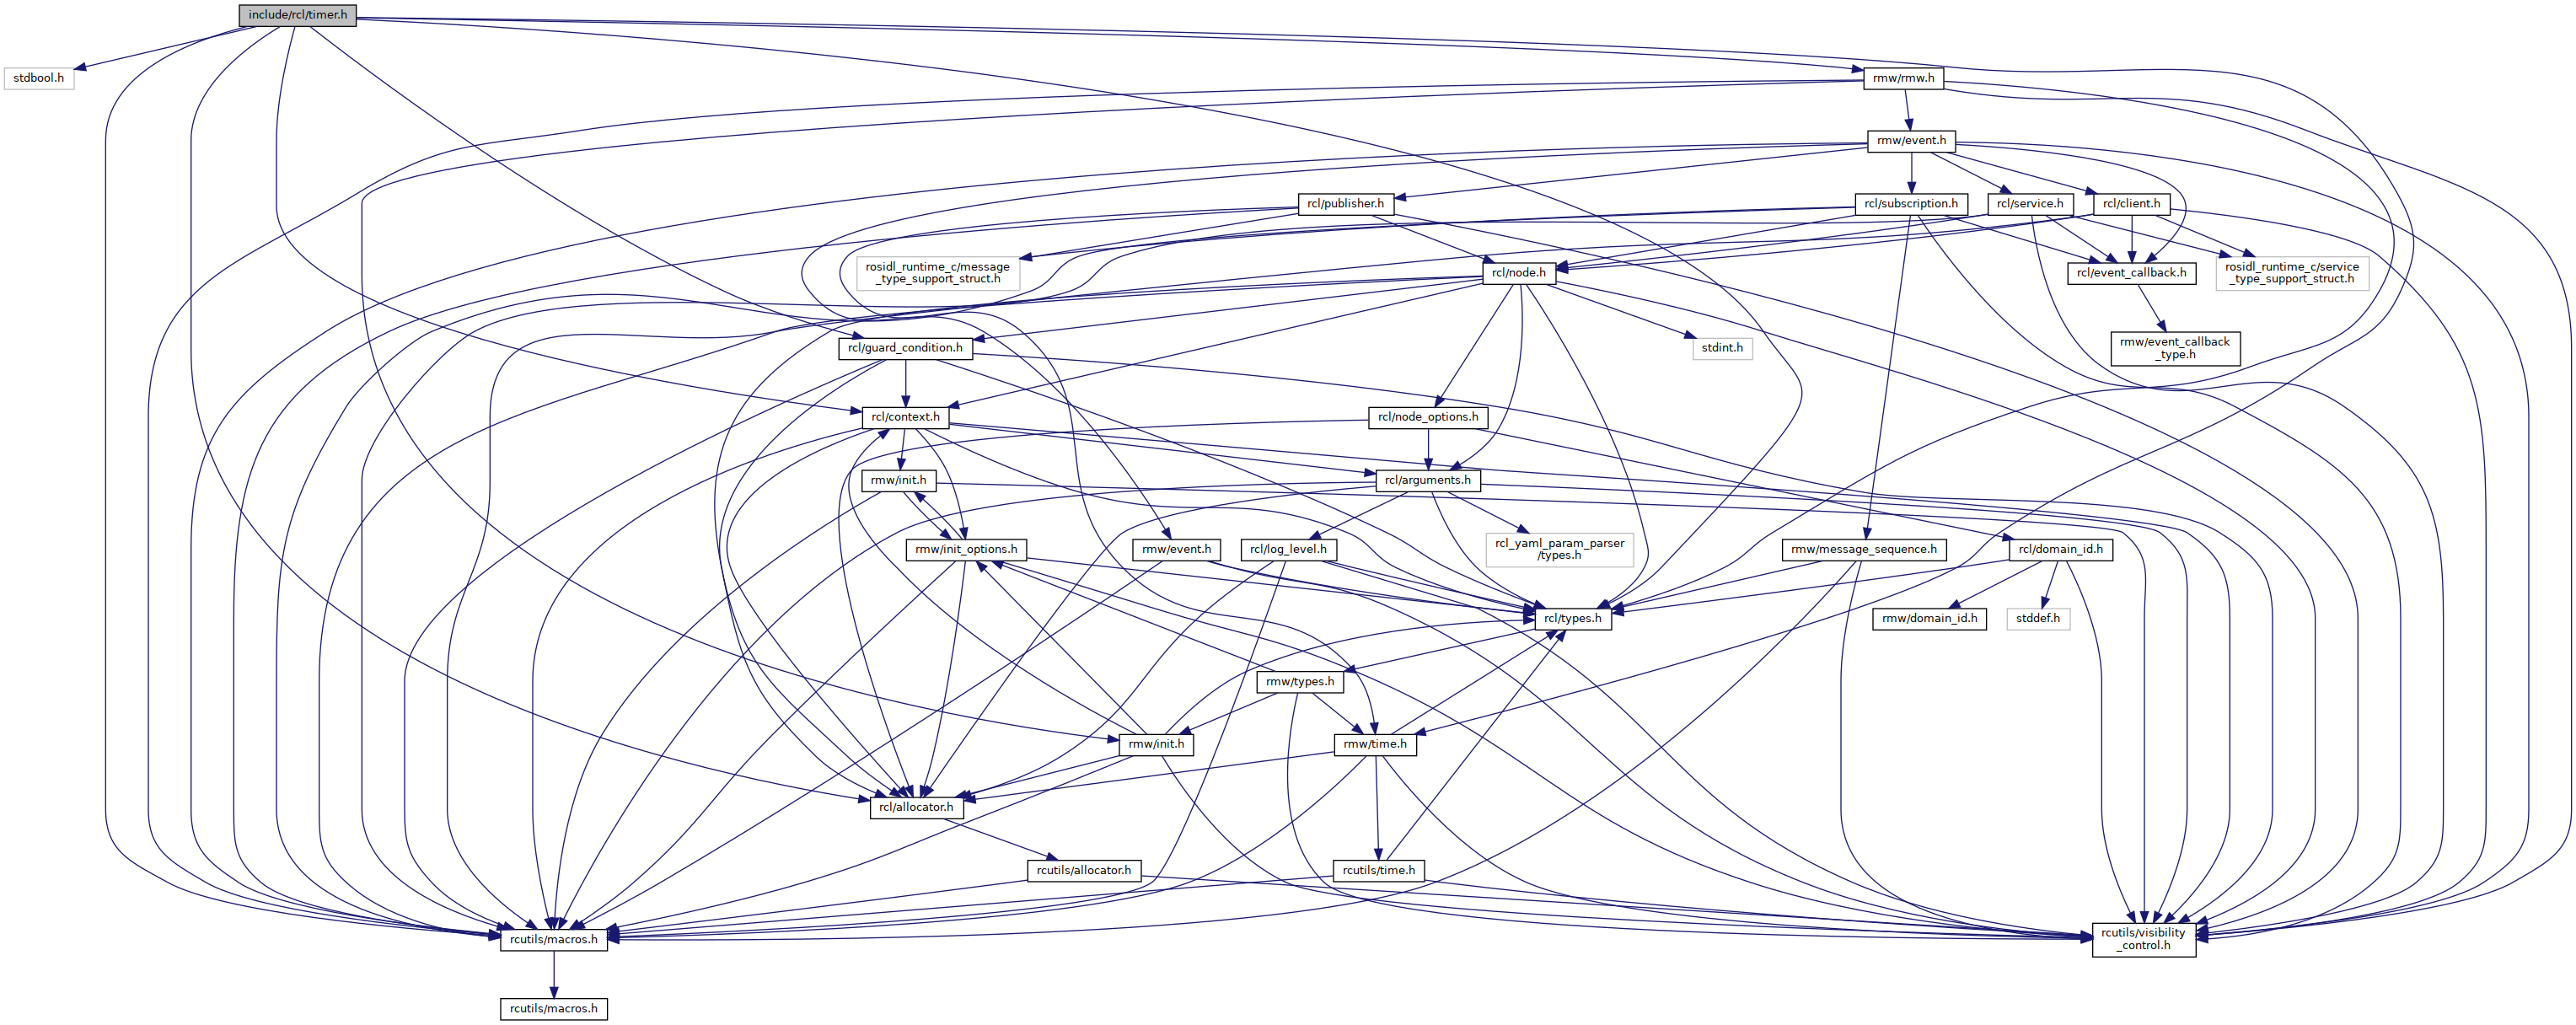 include/rcl/timer.h
stdbool.h
rmw/rmw.h
rmw/event.h
rcl/publisher.h
rcl/subscription.h
rcl/service.h
rcl/client.h
rosidl_runtime_c/message
_type_support_struct.h
rcl/node.h
rcl/event_callback.h
rosidl_runtime_c/service
_type_support_struct.h
rcl/guard_condition.h
stdint.h
rmw/event_callback
_type.h
rcl/context.h
rcl/node_options.h
rmw/init.h
rcl/arguments.h
rmw/init_options.h
rmw/event.h
rcl/log_level.h
rcl_yaml_param_parser
/types.h
rmw/message_sequence.h
rcl/domain_id.h
rcl/types.h
rmw/domain_id.h
stddef.h
rmw/types.h
rmw/init.h
rmw/time.h
rcl/allocator.h
rcutils/allocator.h
rcutils/time.h
rcutils/macros.h
rcutils/visibility
_control.h
rcutils/macros.h